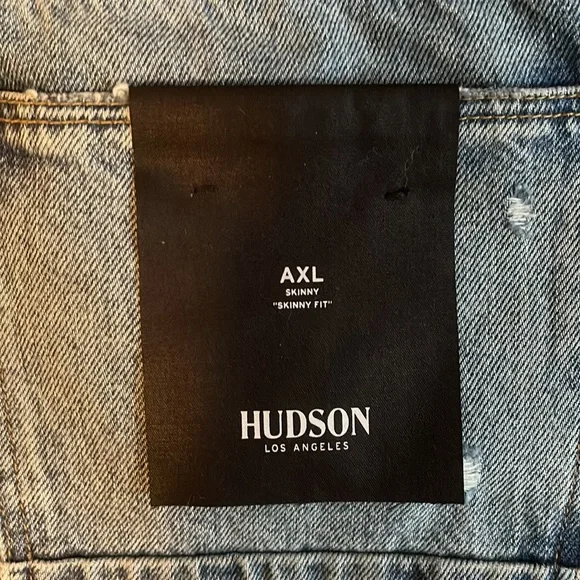 AXL
SKINNY
"SKINNY FIT"
HUDSON
LOS ANGELES